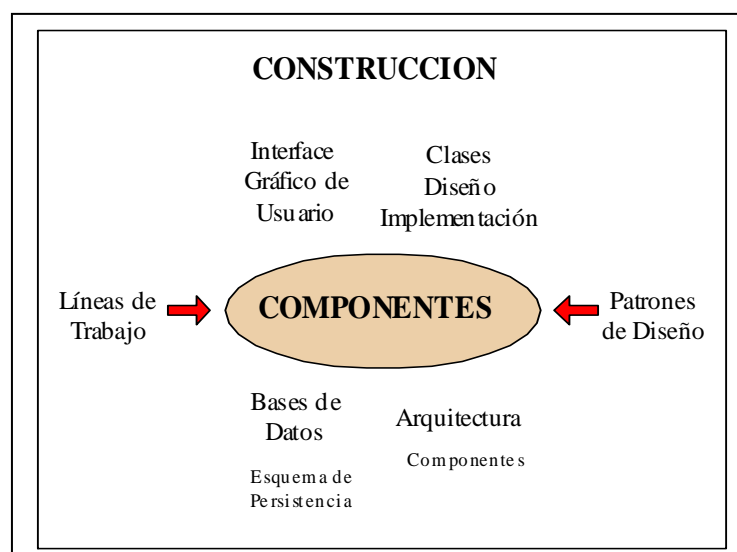 CONSTRUCCION
Interface
Gráfico de
Usuario
Clases
Diseño
Implementación
Líneas de
Trabajo
COMPONENTES
Patrones
de Diseño
Bases de
Datos
Esquema de
Persistencia
Arquitectura
Componentes